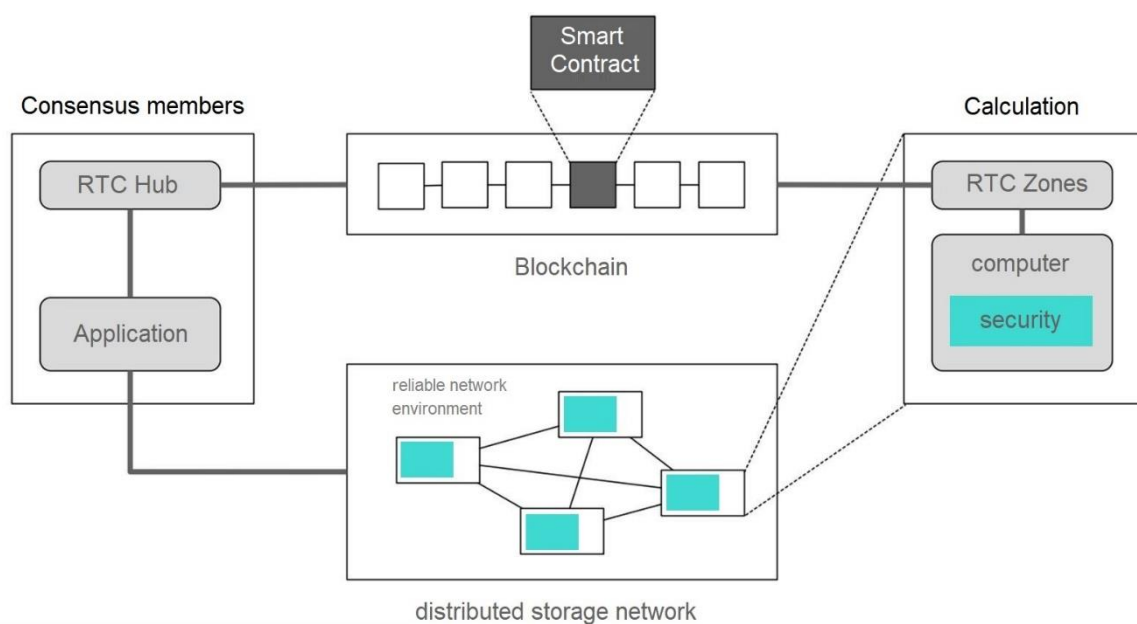 Smart
Contract
Consensus members
Calculation
RTC Hub
RTC Zones
Blockchain
computer
security
Application
reliable network
environment
distributed storage network